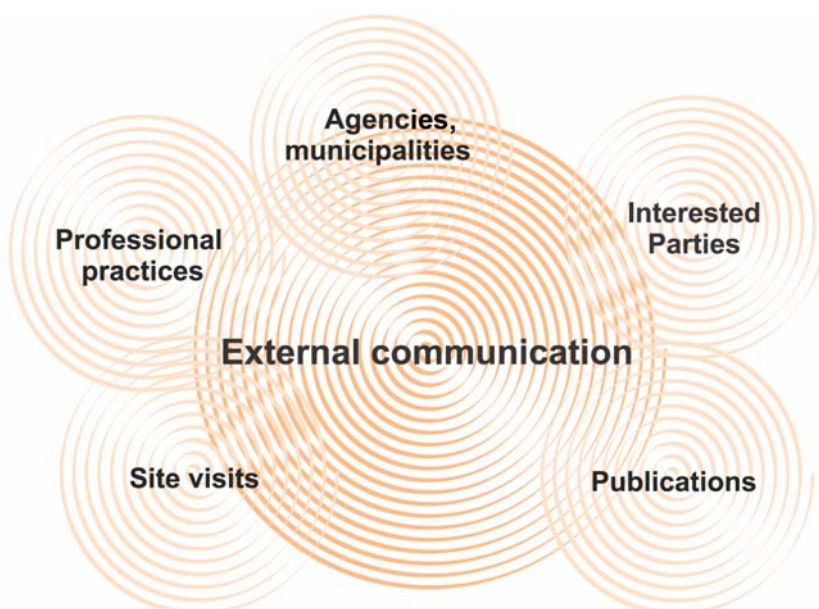 Agencies,
municipalities
Professional
practices
Interested
Parties
External communication
Site visits
Publications